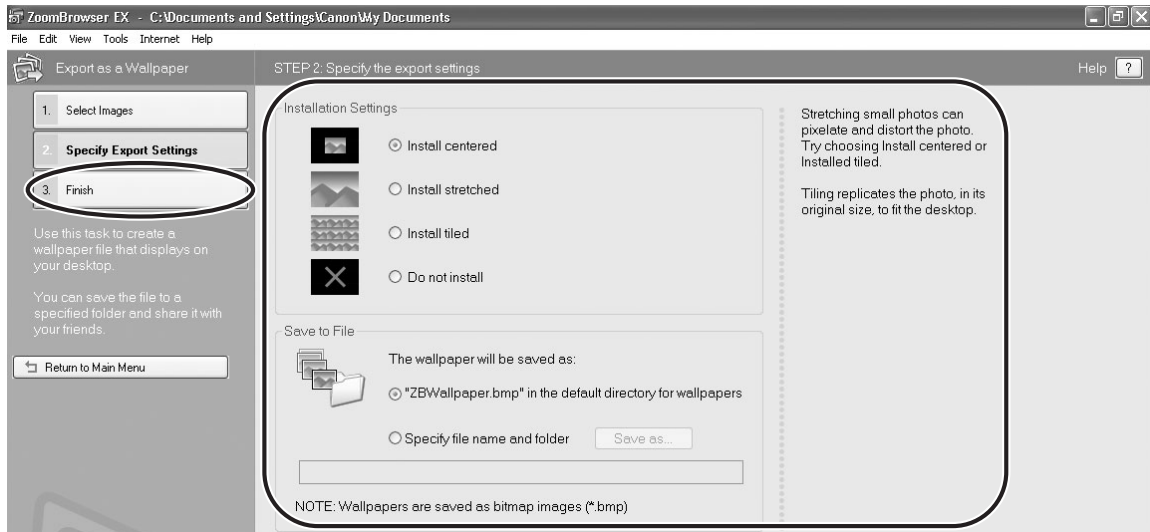 ZoomBrowser EX - C:\Documents and Settings\Canon\My Documents
File Edit View Tools Internet Help
Export as a Wallpaper
STEP 2: Specify the export settings
Help ?
1. Select Images
2. Specify Export Settings
3. Finish
Use this task to create a
wallpaper file that displays on
your desktop.
You can save the file to a
specified folder and share it with
your friends.
Return to Main Menu
Installation Settings
Install centered
Install stretched
Install tiled
Do not install
Save to File
The wallpaper will be saved as:
"ZBWallpaper.bmp" in the default directory for wallpapers
Specify file name and folder Save as...
NOTE: Wallpapers are saved as bitmap images (*.bmp)
Stretching small photos can
pixelate and distort the photo.
Try choosing Install centered or
Installed tiled.
Tiling replicates the photo, in its
original size, to fit the desktop.